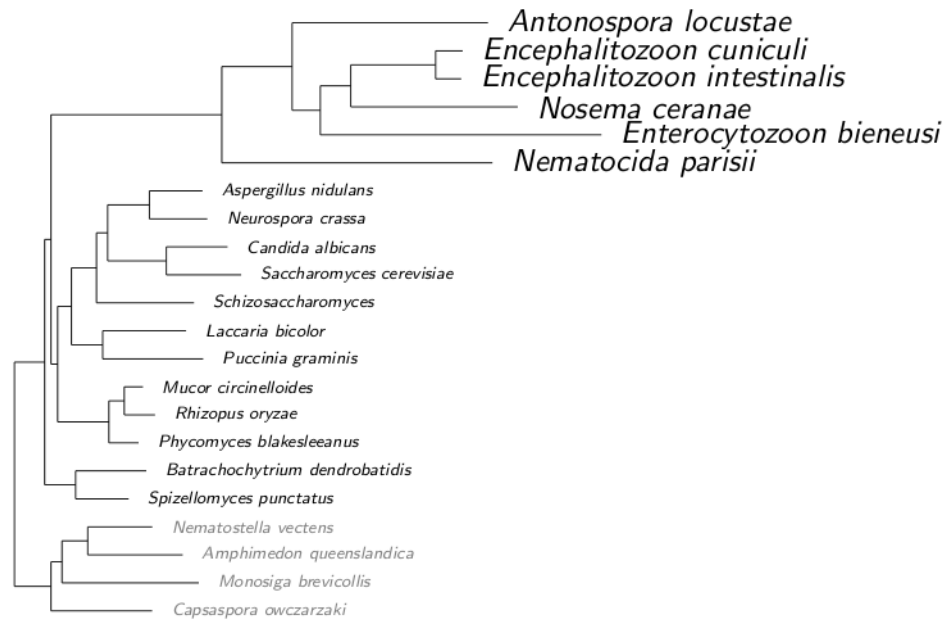 Antonospora locustae
Encephalitozoon cuniculi
Encephalitozoon intestinalis
Nosema ceranae
Enterocytozoon bieneusi
Nematocida parisii
Aspergillus nidulans
Neurospora crassa
Candida albicans
Saccharomyces cerevisiae
Schizosaccharomyces
Laccaria bicolor
Puccinia graminis
Mucor circinelloides
Rhizopus oryzae
Phycomyces blakesleeanus
Batrachochytrium dendrobatidis
Spizellomyces punctatus
Nematostella vectens
Amphimedon queenslandica
Monosiga brevicollis
Capsaspora owczarzaki